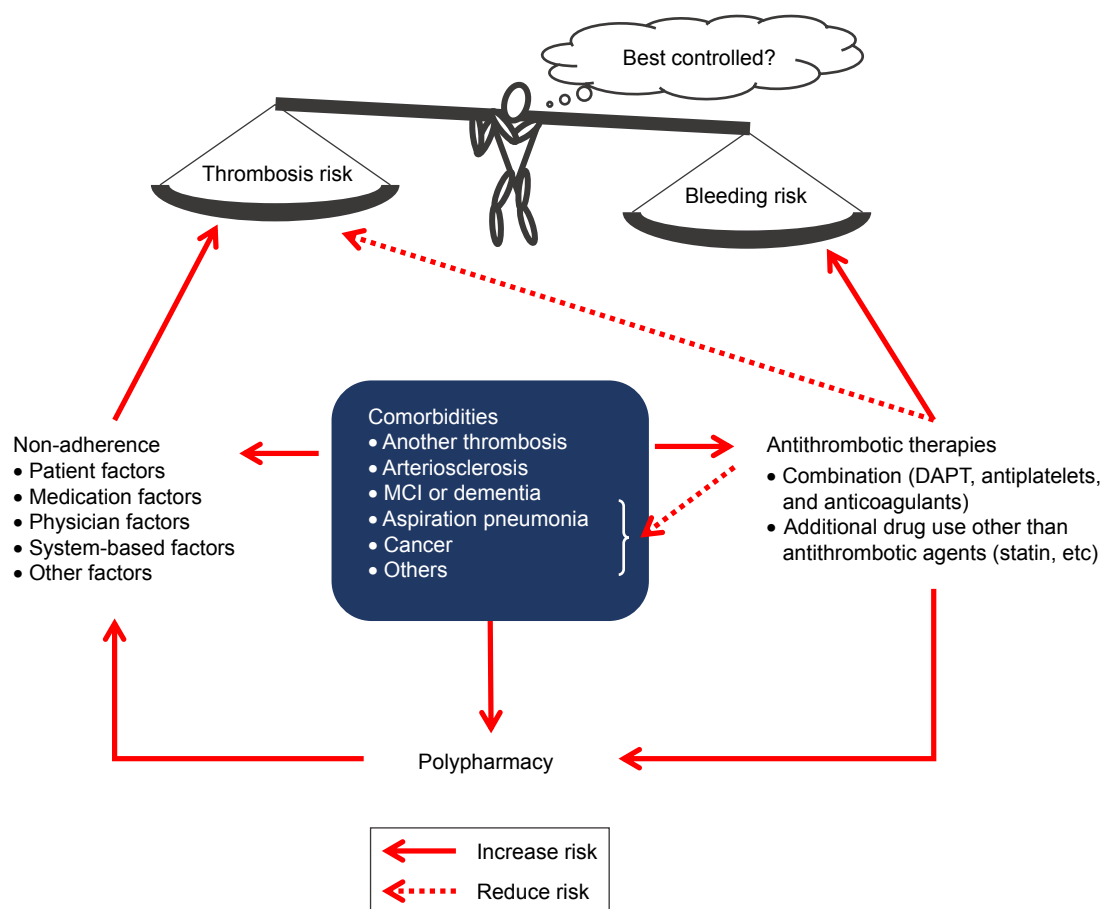 Best controlled?
Thrombosis risk
Bleeding risk
Comorbidities
• Another thrombosis
• Arteriosclerosis
• MCI or dementia
• Aspiration pneumonia
• Cancer
• Others
Non-adherence
• Patient factors
• Medication factors
• Physician factors
• System-based factors
• Other factors
Antithrombotic therapies
• Combination (DAPT, antiplatelets,
and anticoagulants)
• Additional drug use other than
antithrombotic agents (statin, etc)
Polypharmacy
Increase risk
Reduce risk